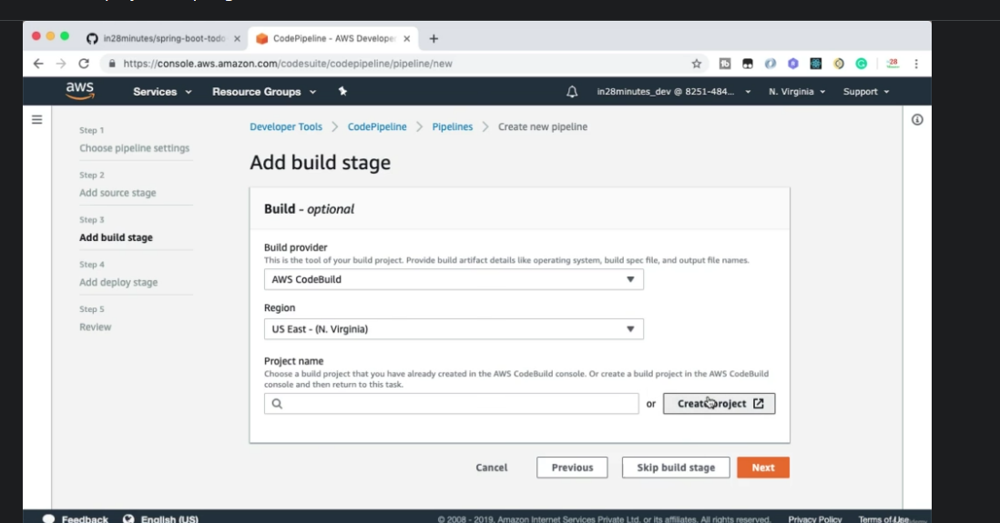 in28minutes/spring-boot-todo
CodePipeline - AWS Developer
https://console.aws.amazon.com/codesuite/codepipeline/pipeline/new
-28
aws
Services
Resource Groups
in28minutes_dev @ 8251-484...
N. Virginia
Support
Step 1
Choose pipeline settings
Step 2
Add source stage
Step 3
Add build stage
Step 4
Add deploy stage
Step 5
Review
Developer Tools > CodePipeline > Pipelines > Create new pipeline
Add build stage
Build - optional
Build provider
This is the tool of your build project. Provide build artifact details like operating system, build spec file, and output file names.
AWS CodeBuild
Region
US East - (N. Virginia)
Project name
Choose a build project that you have already created in the AWS CodeBuild console. Or create a build project in the AWS CodeBuild
console and then return to this task.
or
Create project
Cancel
Previous
Skip build stage
Next
Feedback
English (US)
© 2008 - 2019, Amazon Internet Services Private Ltd. or its affiliates. All rights reserved.
Privacy Policy
Terms of Use